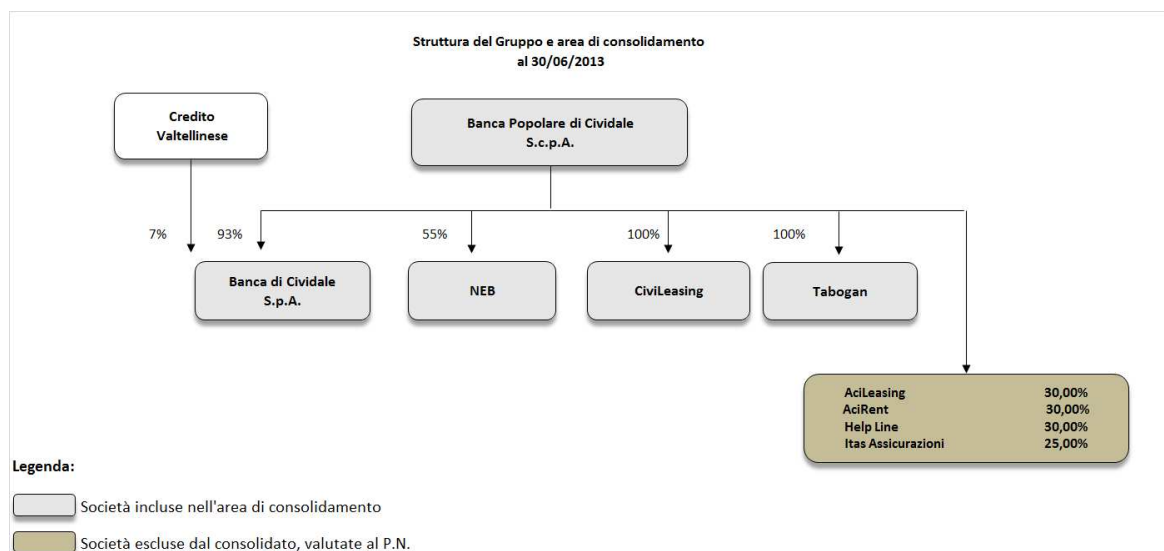 Struttura del Gruppo e area di consolidamento
al 30/06/2013
Credito
Valtellinese
Banca Popolare di Cividale
S.c.p.A.
7%
93%
55%
100%
100%
Banca di Cividale
S.p.A.
NEB
CiviLeasing
Tabogan
AciLeasing 30,00%
AciRent 30,00%
Help Line 30,00%
Itas Assicurazioni 25,00%
Legenda:
Società incluse nell'area di consolidamento
Società escluse dal consolidato, valutate al P.N.